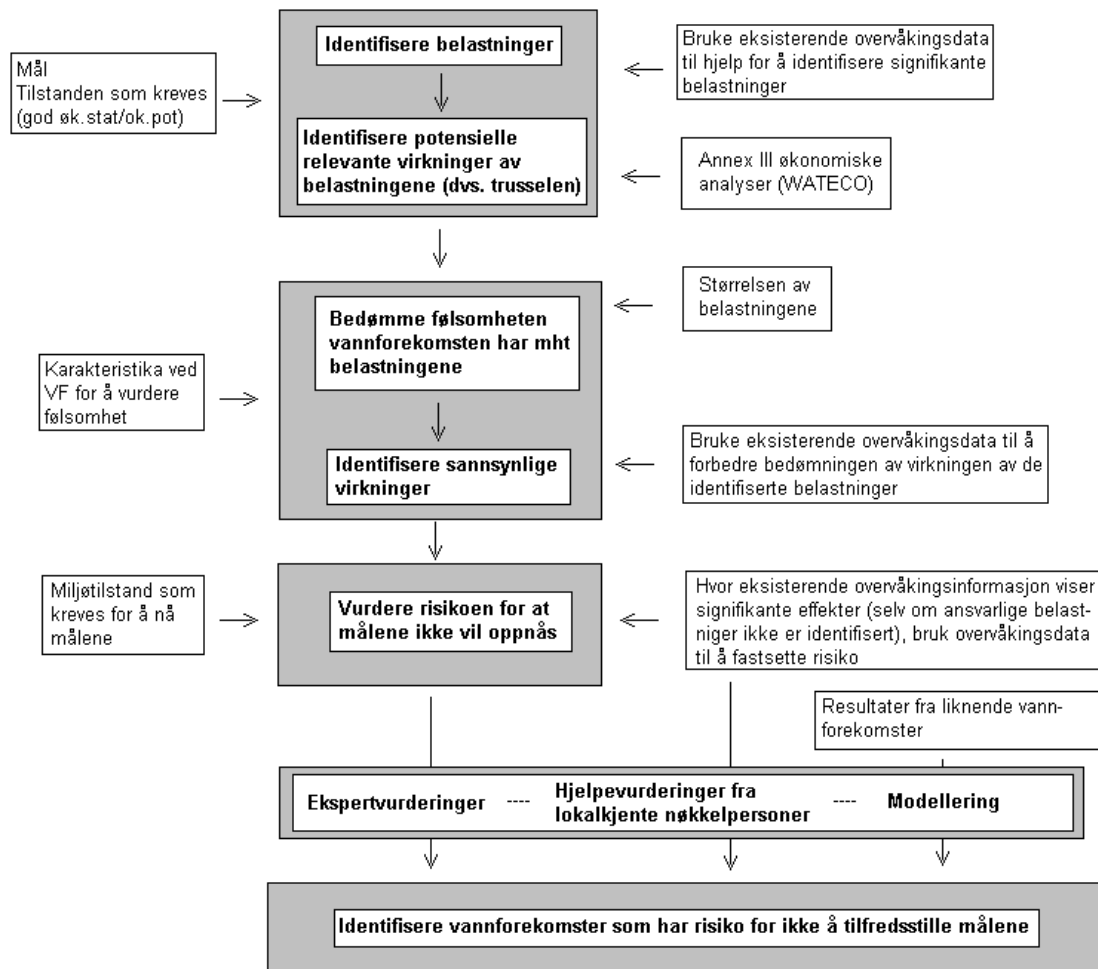 Identifisere belastninger
Mål
Tilstanden som kreves
(god øk.stat/ok.pot)
Bruke eksisterende overvåkingsdata
til hjelp for å identifisere signifikante
belastninger
Identifisere potensielle
relevante virkninger av
belastningene (dvs. trusselen)
Annex III økonomiske
analyser (WATECO)
Størrelsen av
belastningene
Bedømme følsomheten
vannforekomsten har mht
belastningene
Karakteristika ved
VF for å vurdere
følsomhet
Identifisere sannsynlige
virkninger
Bruke eksisterende overvåkingsdata til å
forbedre bedømningen av virkningen av de
identifiserte belastninger
Miljøtilstand som
kreves for å nå
målene
Vurdere risikoen for at
målene ikke vil oppnås
Hvor eksisterende overvåkingsinformasjon viser
signifikante effekter (selv om ansvarlige belast-
niger ikke er identifisert), bruk overvåkingsdata
til å fastsette risiko
Resultater fra liknende vann-
forekomster
Ekspertvurderinger ----
Hjelpevurderinger fra
lokalkjente nøkkelpersoner
---- Modellering
Identifisere vannforekomster som har risiko for ikke å tilfredsstille målene